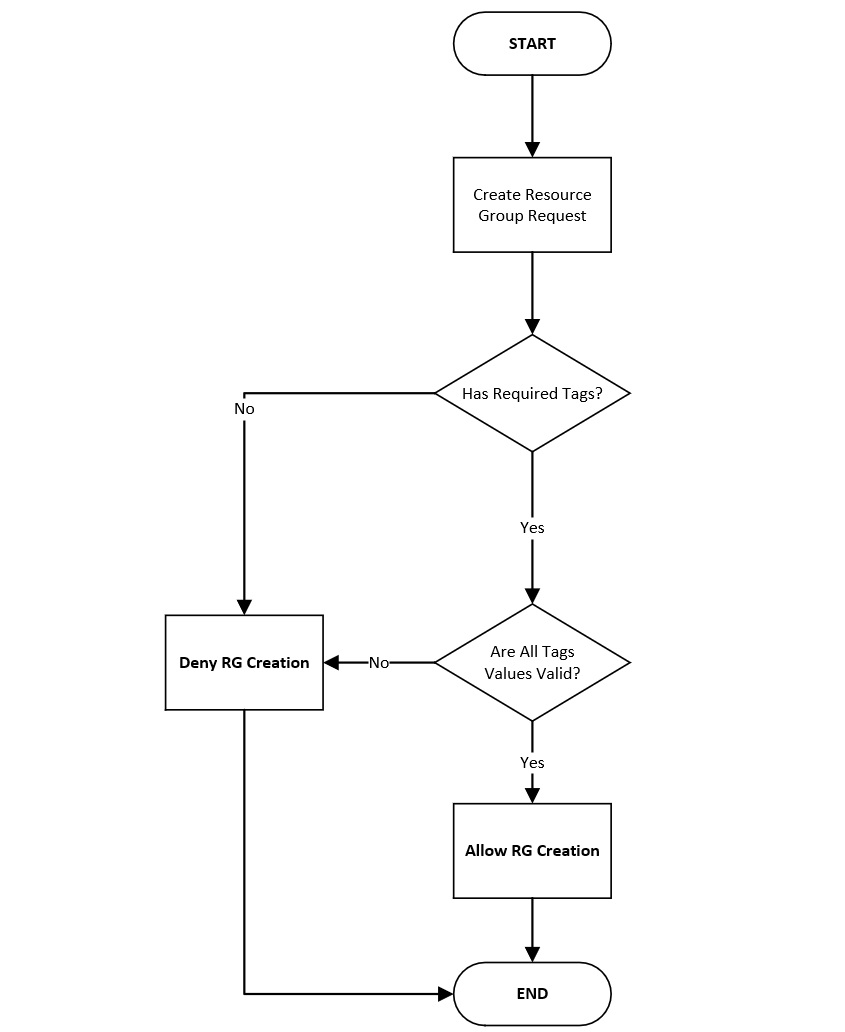 START
Create Resource
Group Request
Has Required Tags?
No
Yes
Are All Tags
Values Valid?
No
Deny RG Creation
Yes
Allow RG Creation
END